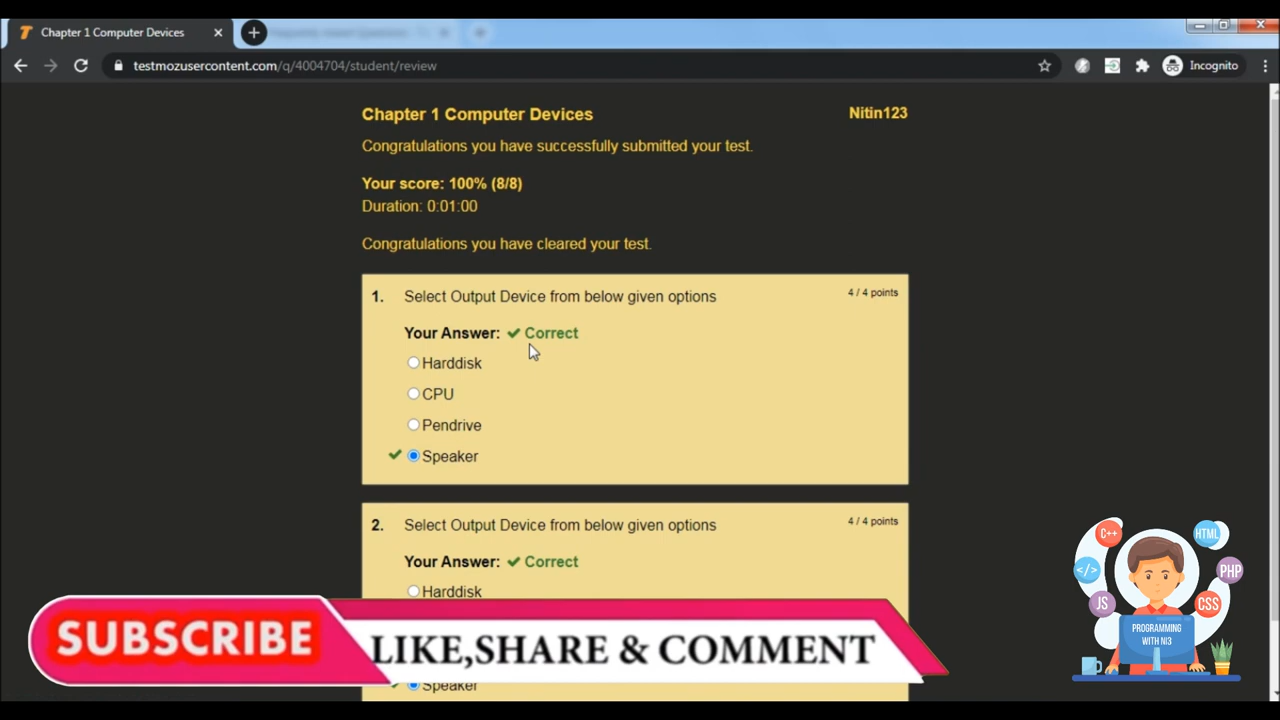 Chapter 1 Computer Devices
testmozusercontent.com/q/4004704/student/review
Incognito
Chapter 1 Computer Devices
Nitin123
Congratulations you have successfully submitted your test.
Your score: 100% (8/8)
Duration: 0:01:00
Congratulations you have cleared your test.
1. Select Output Device from below given options
4 / 4 points
Your Answer: ✔ Correct
Harddisk
CPU
Pendrive
Speaker
2. Select Output Device from below given options
4 / 4 points
Your Answer: ✔ Correct
Harddisk
SUBSCRIBE
LIKE,SHARE & COMMENT
Speaker
C++
HTML
</>
PHP
JS
CSS
PROGRAMMING
WITH NI3